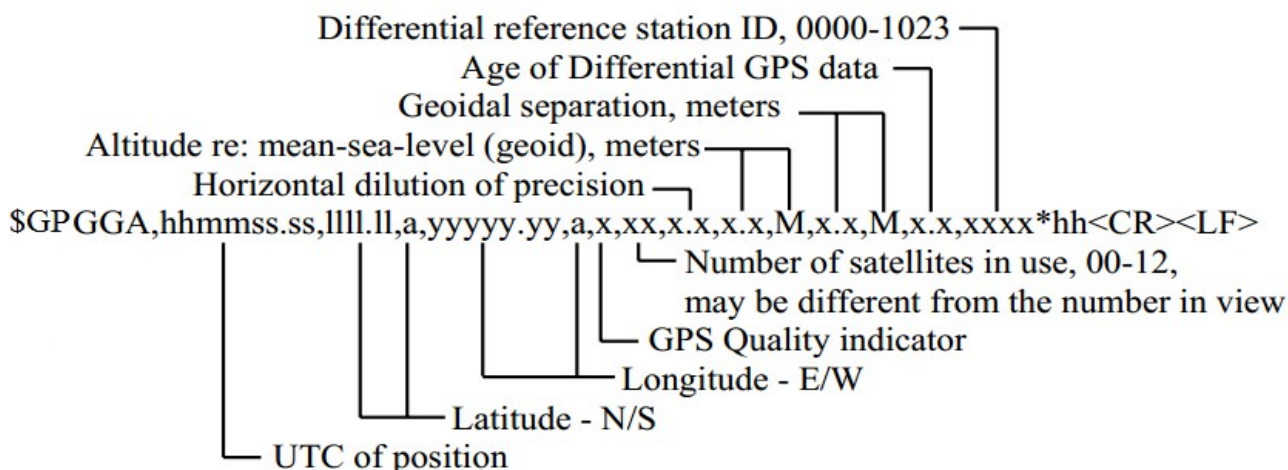 Differential reference station ID, 0000-1023
Age of Differential GPS data
Geoidal separation, meters
Altitude re: mean-sea-level (geoid), meters
Horizontal dilution of precision
$GPGGA,hhmmss.ss,llll.ll,a,yyyyy.yy,a,x,xx,x.x,x.x,M,x.x,M,x.x,xxxx*hh<CR><LF>
Number of satellites in use, 00-12,
may be different from the number in view
GPS Quality indicator
Longitude - E/W
Latitude - N/S
UTC of position